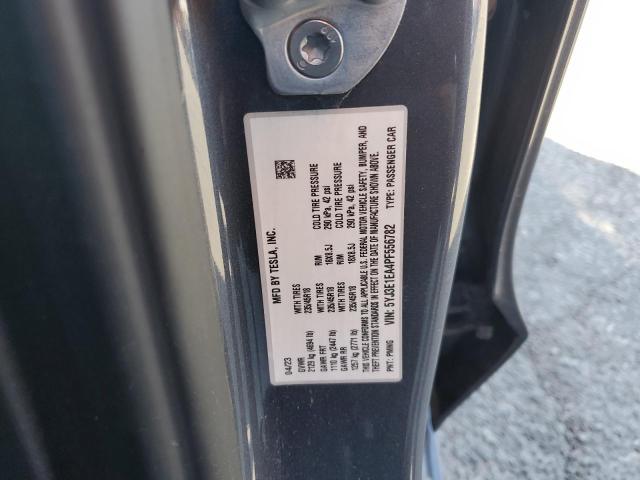 MFD BY TESLA, INC.
04/23
GVWR
2129 kg (4694 lb)
GAWR FRT WITH TIRES RIM COLD TIRE PRESSURE
1110 kg (2447 lb) 235/45R18 18X8.5J 290 kPa, 42 psi
GAWR RR WITH TIRES RIM COLD TIRE PRESSURE
1257 kg (2771 lb) 235/45R18 18X8.5J 290 kPa, 42 psi
THIS VEHICLE CONFORMS TO ALL APPLICABLE U.S. FEDERAL MOTOR VEHICLE SAFETY, BUMPER, AND
THEFT PREVENTION STANDARDS IN EFFECT ON THE DATE OF MANUFACTURE SHOWN ABOVE.
VIN: 5YJ3E1EA4PF556782 TYPE: PASSENGER CAR
PNT: PMNG